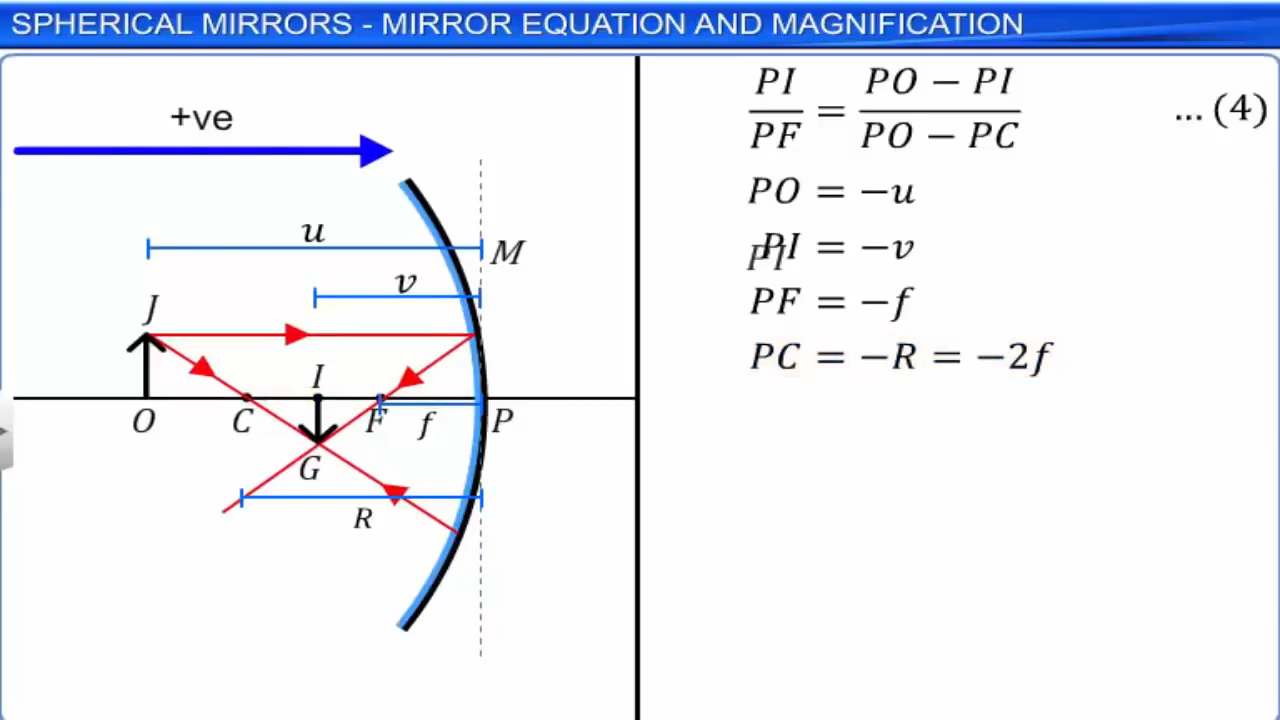 SPHERICAL MIRRORS - MIRROR EQUATION AND MAGNIFICATION
+ve
u
M
v
J
I
O
C
F
f
P
G
R
PI/PF = (PO − PI)/(PO − PC) ... (4)
PO = −u
PI = −v
PI
PF = −f
PC = −R = −2f